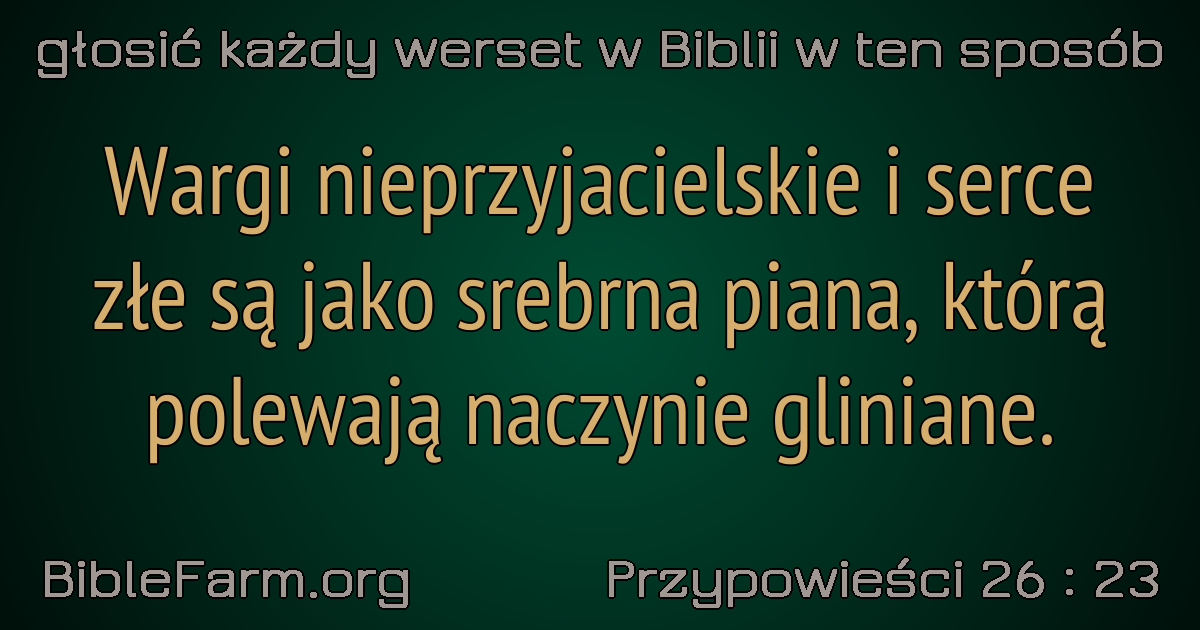 głosić każdy werset w Biblii w ten sposób
Wargi nieprzyjacielskie i serce
złe są jako srebrna piana, którą
polewają naczynie gliniane.
BibleFarm.org
Przypowieści 26 : 23